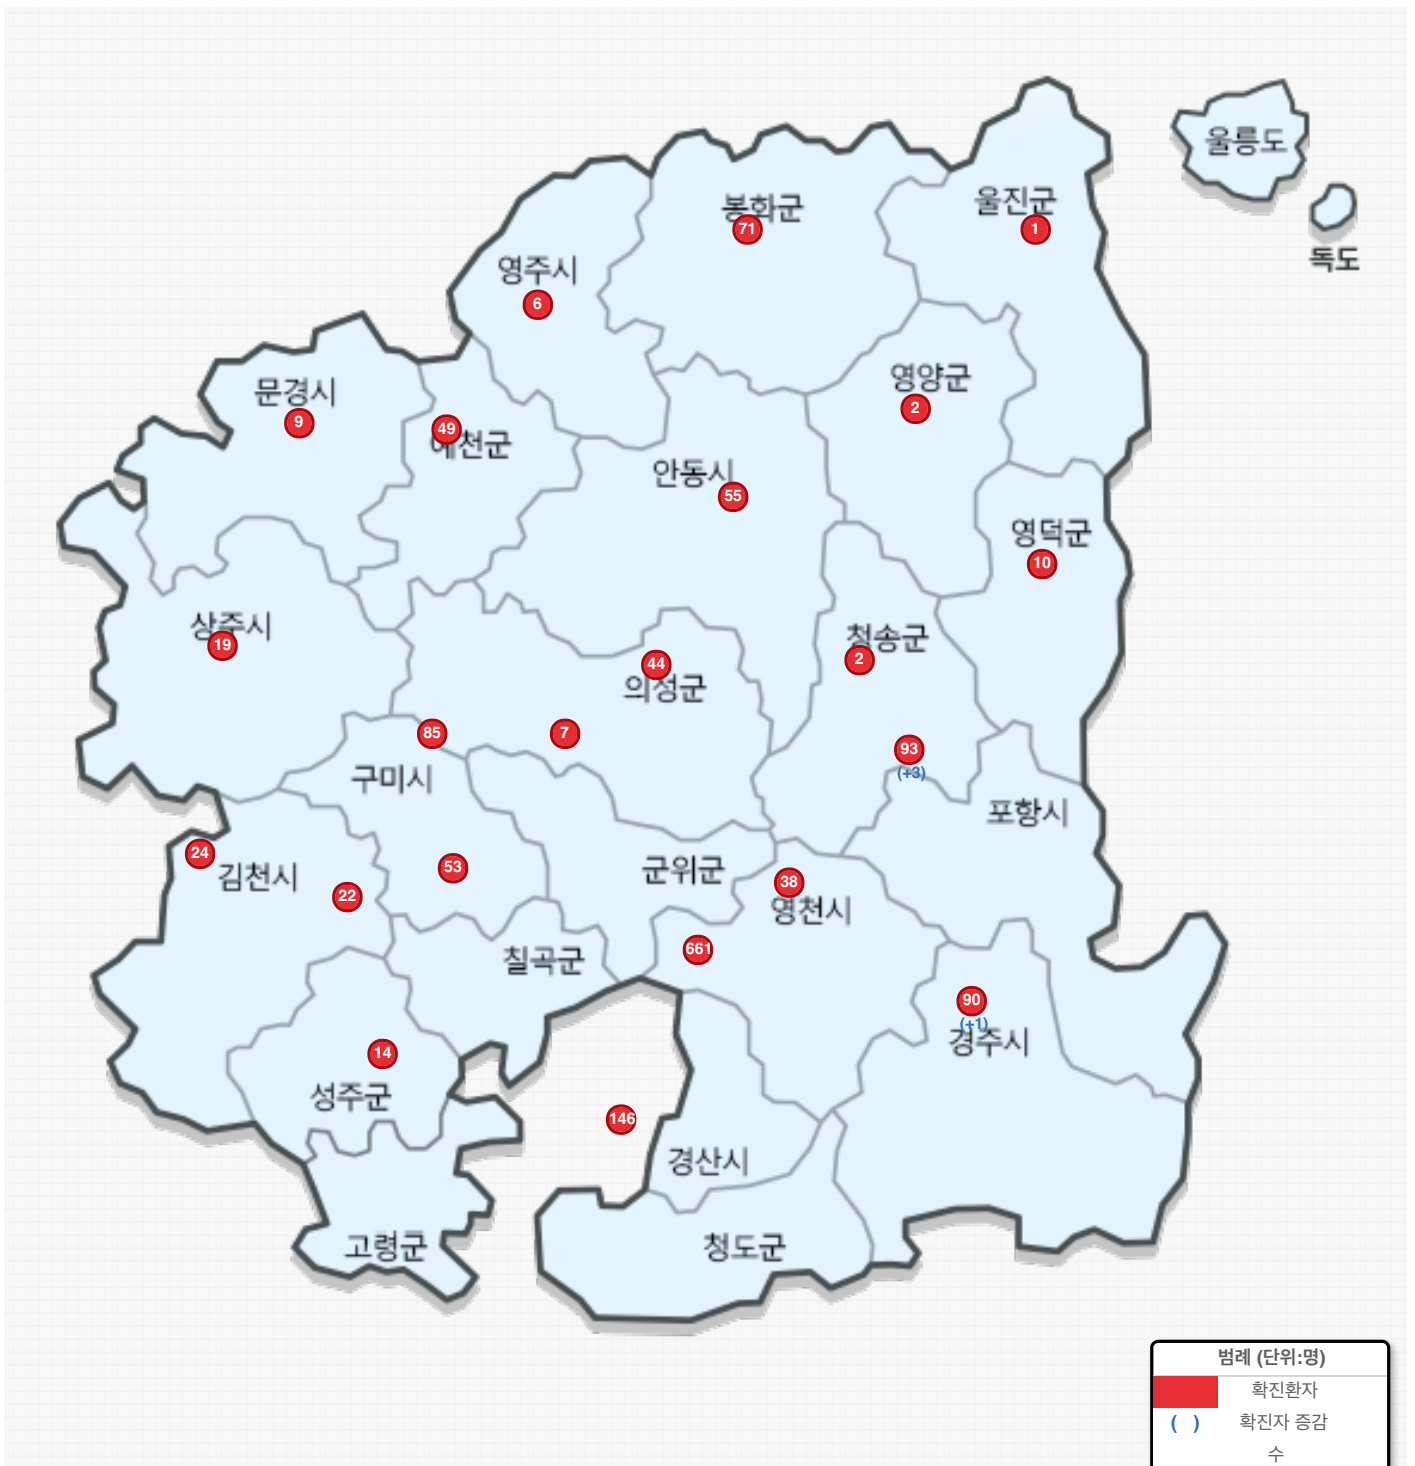 울릉도
독도
봉화군
71
울진군
1
영주시
6
영양군
2
문경시
9
49
예천군
안동시
55
영덕군
10
상주시
19
청송군
2
44
의성군
85
7
93
(+3)
구미시
포항시
24
김천시
22
53
군위군
38
영천시
661
칠곡군
90
(+1)
경주시
14
성주군
146
경산시
고령군
청도군
범례 (단위:명)
확진환자
( ) 확진자 증감
수